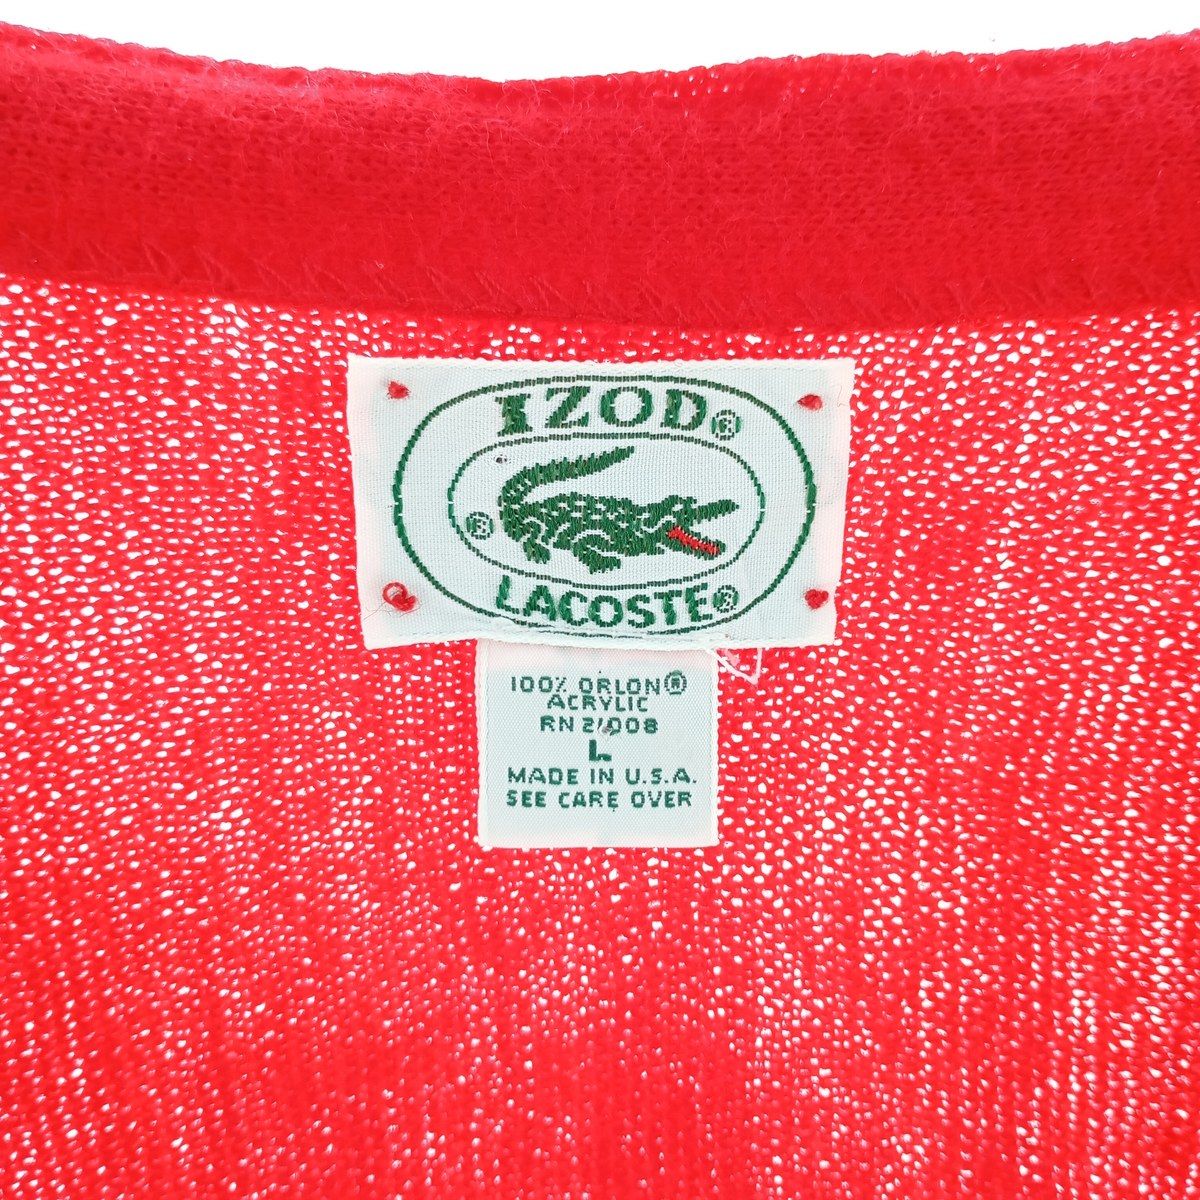 IZOD®
®
LACOSTE®
100% ORLON®
ACRYLIC
RN 21008
L
MADE IN U.S.A.
SEE CARE OVER